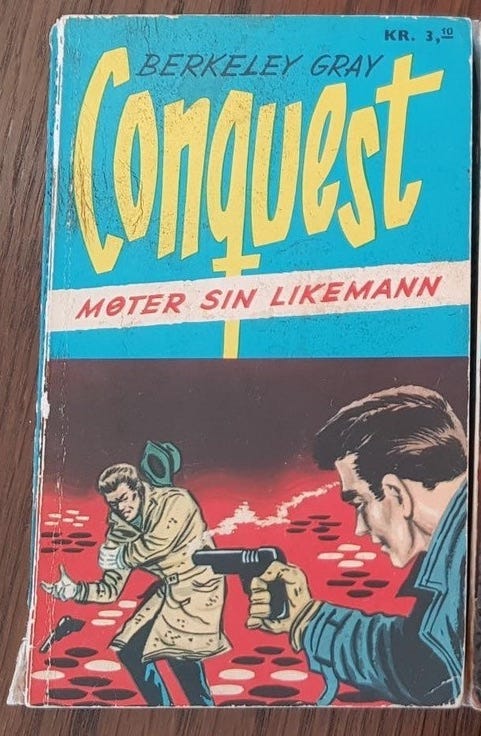 KR. 3,10
BERKELEY GRAY
Conquest
MØTER SIN LIKEMANN